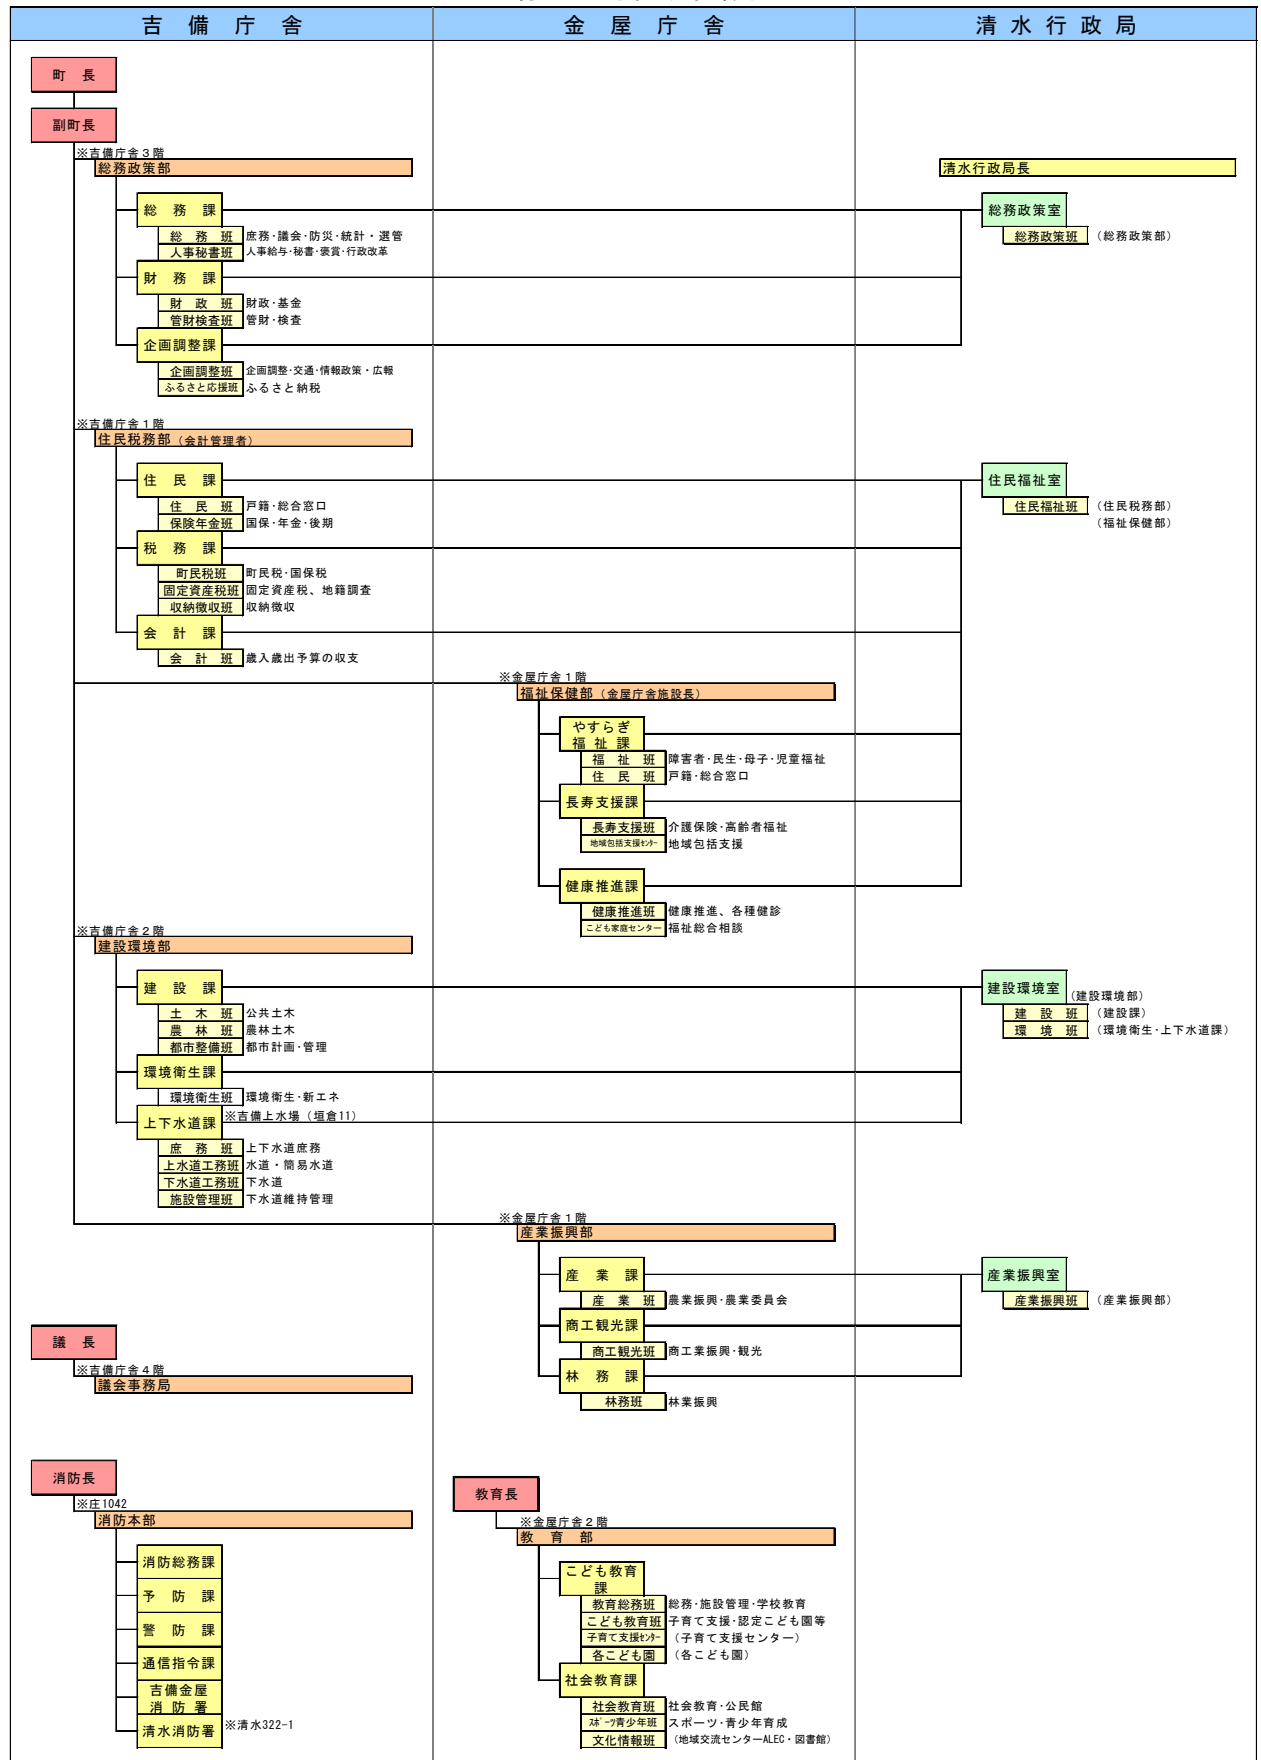 吉備庁舎
金屋庁舎
清水行政局
町長
副町長
※吉備庁舎３階
総務政策部
清水行政局長
総務課
総務政策室
総務班 庶務･議会･防災･統計・選管
総務政策班 （総務政策部）
人事秘書班 人事給与･秘書･褒賞･行政改革
財務課
財政班 財政･基金
管財検査班 管財･検査
企画調整課
企画調整班 企画調整･交通･情報政策・広報
ふるさと応援班 ふるさと納税
※吉備庁舎１階
住民税務部（会計管理者）
住民課
住民福祉室
住民班 戸籍･総合窓口
住民福祉班 （住民税務部）
保険年金班 国保･年金･後期
（福祉保健部）
税務課
町民税班 町民税･国保税
固定資産税班 固定資産税、地籍調査
収納徴収班 収納徴収
会計課
会計班 歳入歳出予算の収支
※金屋庁舎１階
福祉保健部（金屋庁舎施設長）
やすらぎ
福祉課
福祉班 障害者･民生･母子･児童福祉
住民班 戸籍･総合窓口
長寿支援課
長寿支援班 介護保険･高齢者福祉
地域包括支援ｾﾝﾀｰ 地域包括支援
健康推進課
健康推進班 健康推進、各種健診
こども家庭センター 福祉総合相談
※吉備庁舎２階
建設環境部
建設課
建設環境室 （建設環境部）
土木班 公共土木
建設班 （建設課）
農林班 農林土木
環境班 （環境衛生･上下水道課）
都市整備班 都市計画･管理
環境衛生課
環境衛生班 環境衛生･新エネ
上下水道課 ※吉備上水場（垣倉11）
庶務班 上下水道庶務
上水道工務班 水道・簡易水道
下水道工務班 下水道
施設管理班 下水道維持管理
※金屋庁舎１階
産業振興部
産業課
産業振興室
産業班 農業振興･農業委員会
産業振興班 （産業振興部）
商工観光課
商工観光班 商工業振興･観光
林務課
林務班 林業振興
議長
※吉備庁舎４階
議会事務局
消防長
※庄1042
消防本部
消防総務課
予防課
警防課
通信指令課
吉備金屋
消防署
清水消防署 ※清水322-1
教育長
※金屋庁舎２階
教育部
こども教育
課
教育総務班 総務･施設管理･学校教育
こども教育班 子育て支援･認定こども園等
子育て支援ｾﾝﾀｰ （子育て支援センター）
各こども園 （各こども園）
社会教育課
社会教育班 社会教育･公民館
ｽﾎﾟｰﾂ青少年班 スポーツ･青少年育成
文化情報班 （地域交流センターALEC・図書館）